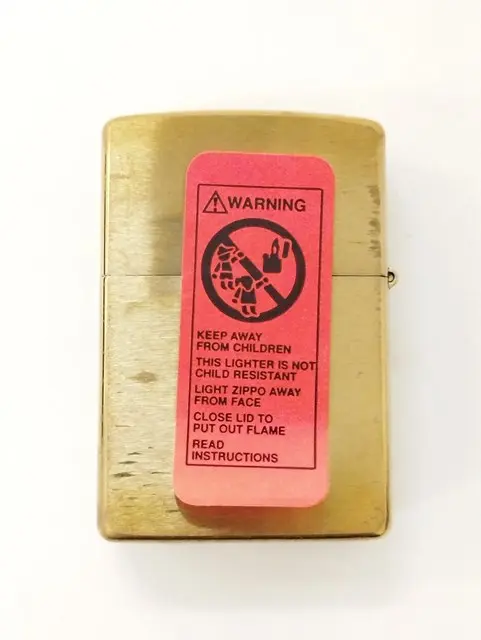 WARNING
KEEP AWAY
FROM CHILDREN
THIS LIGHTER IS NOT
CHILD RESISTANT
LIGHT ZIPPO AWAY
FROM FACE
CLOSE LID TO
PUT OUT FLAME
READ
INSTRUCTIONS